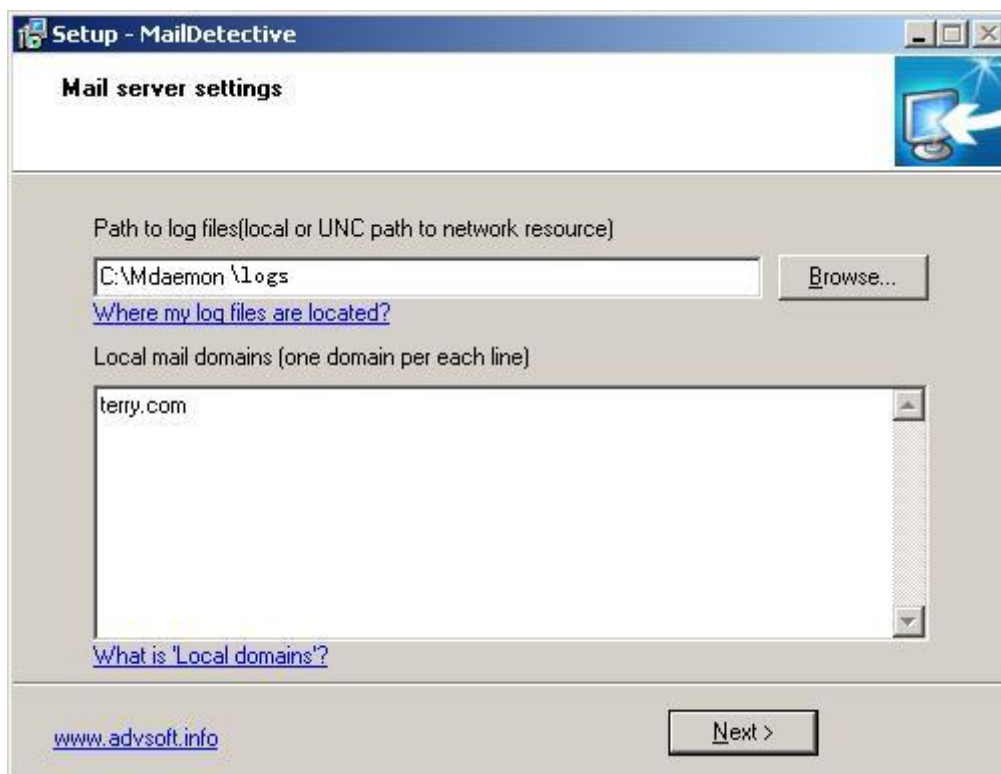 Setup - MailDetective
Mail server settings
Path to log files(local or UNC path to network resource)
C:\Mdaemon \logs
Browse...
Where my log files are located?
Local mail domains (one domain per each line)
terry.com
What is 'Local domains'?
www.advsoft.info
Next >